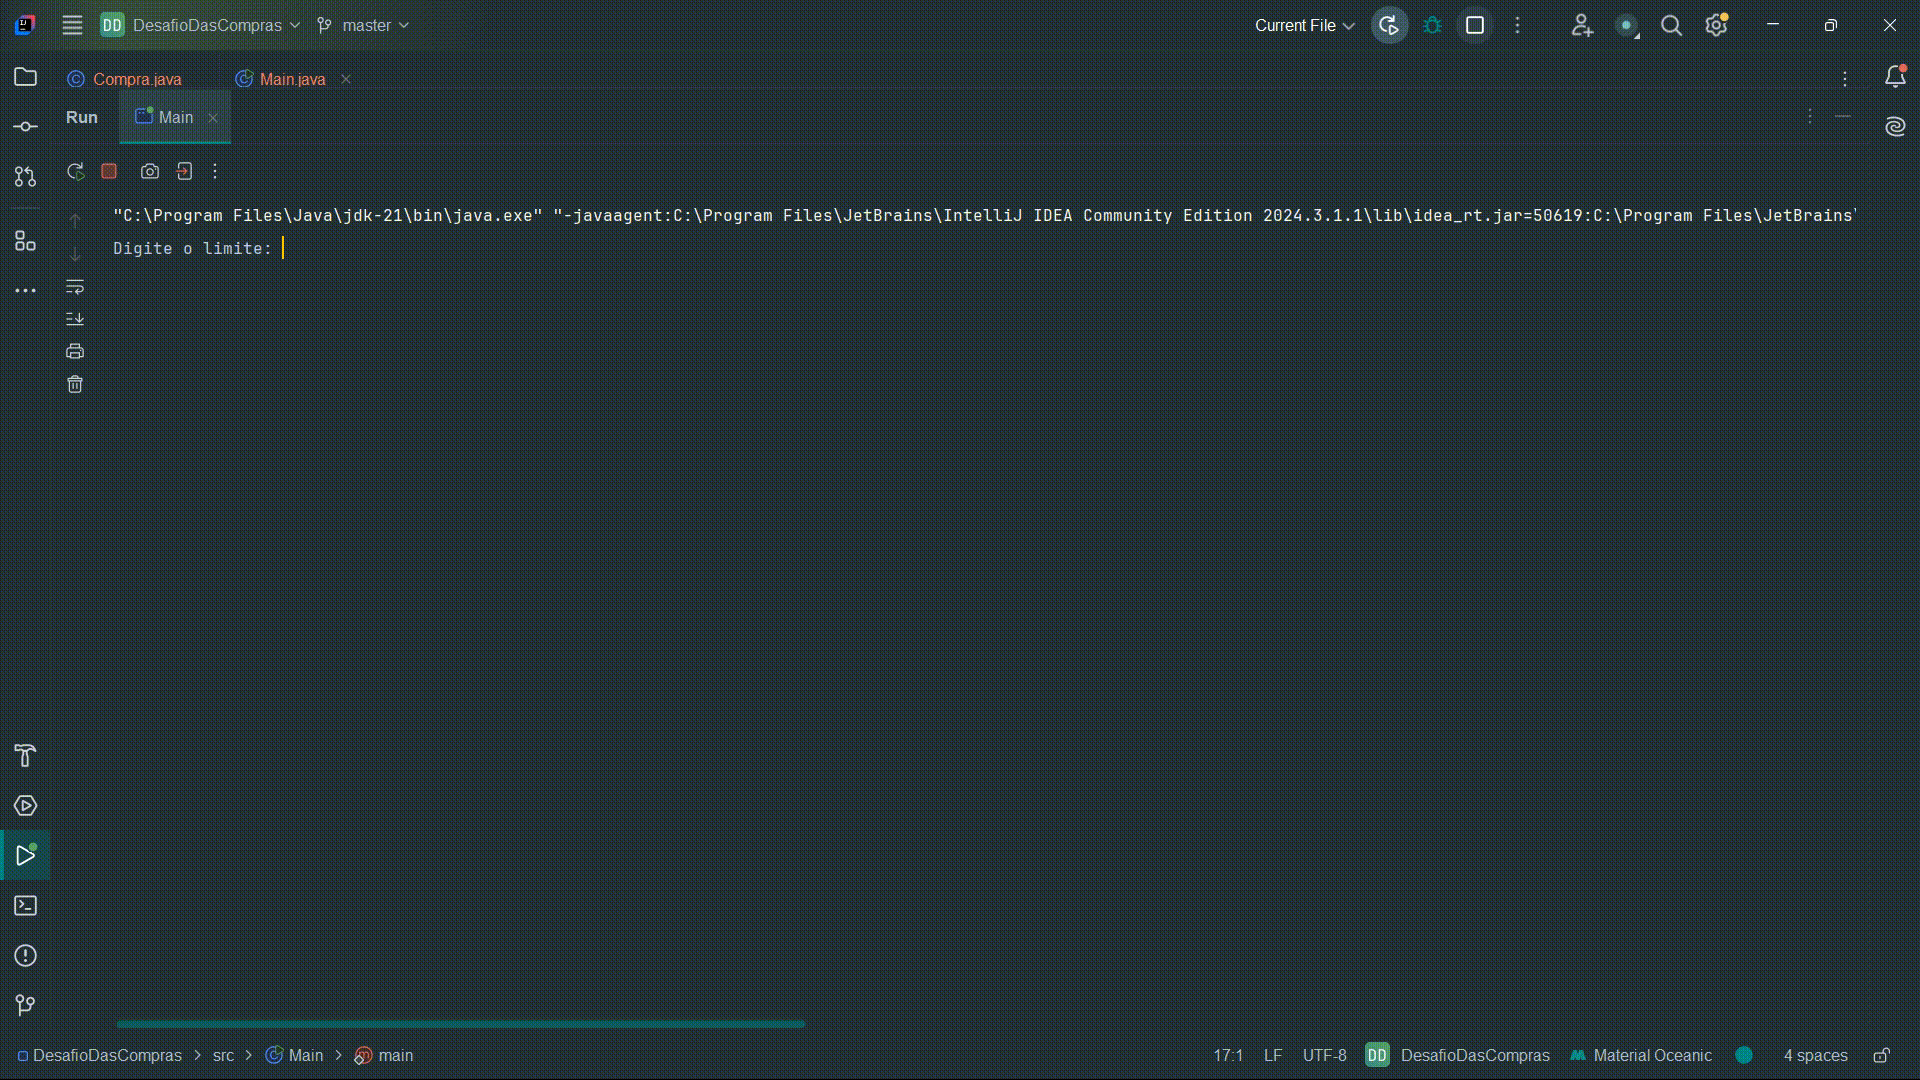 DD DesafioDasCompras master Current File
Compra.java Main.java
Run Main
"C:\Program Files\Java\jdk-21\bin\java.exe" "-javaagent:C:\Program Files\JetBrains\IntelliJ IDEA Community Edition 2024.3.1.1\lib\idea_rt.jar=50619:C:\Program Files\JetBrains\
Digite o limite:
DesafioDasCompras > src > Main > main 17:1 LF UTF-8 DD DesafioDasCompras Material Oceanic 4 spaces